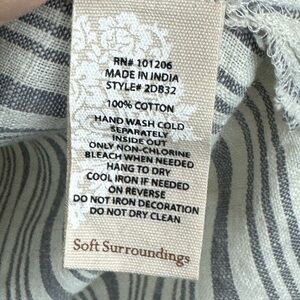 RN# 101206
MADE IN INDIA
STYLE# 2DB32
100% COTTON
HAND WASH COLD
SEPARATELY
INSIDE OUT
ONLY NON-CHLORINE
BLEACH WHEN NEEDED
HANG TO DRY
COOL IRON IF NEEDED
ON REVERSE
DO NOT IRON DECORATION
DO NOT DRY CLEAN
Soft Surroundings